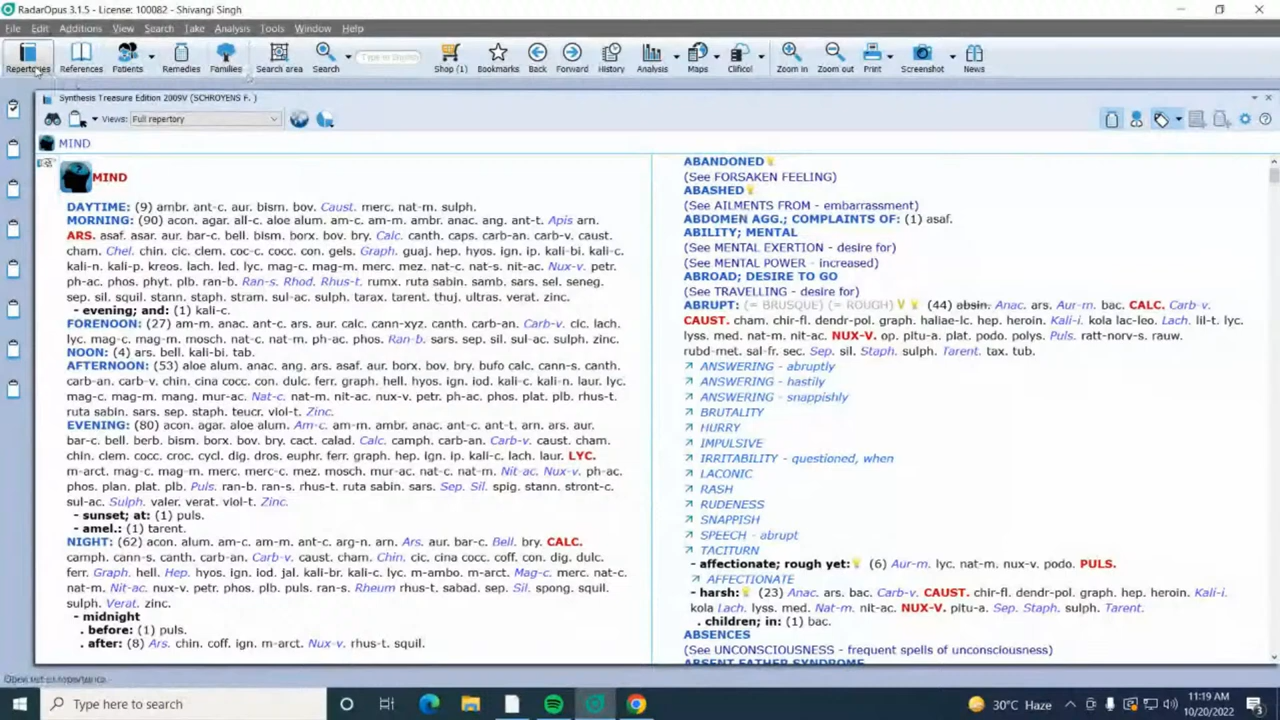 RadarOpus 3.1.5 - License: 100082 - Shivangi Singh
File Edit Additions View Search Take Analysis Tools Window Help
Repertories References Patients Remedies Families Search area Search Shop (1) Bookmarks Back Forward History Analysis Maps Clificol Zoom in Zoom out Print Screenshot News
Synthesis Treasure Edition 2009V (SCHROYENS F. )
Views: Full repertory
MIND
MIND
DAYTIME: (9) ambr. ant-c. aur. bism. bov. Caust. merc. nat-m. sulph.
MORNING: (90) acon. agar. all-c. aloe alum. am-c. am-m. ambr. anac. ang. ant-t. Apis arn.
ARS. asaf. asar. aur. bar-c. bell. bism. borx. bov. bry. Calc. canth. caps. carb-an. carb-v. caust.
cham. Chel. chin. cic. clem. coc-c. cocc. con. gels. Graph. guaj. hep. hyos. ign. ip. kali-bi. kali-c.
kali-n. kali-p. kreos. lach. led. lyc. mag-c. mag-m. merc. mez. nat-c. nat-s. nit-ac. Nux-v. petr.
ph-ac. phos. phyt. plb. ran-b. Ran-s. Rhod. Rhus-t. rumx. ruta sabin. samb. sars. sel. seneg.
sep. sil. squil. stann. staph. stram. sul-ac. sulph. tarax. tarent. thuj. ultras. verat. zinc.
- evening; and: (1) kali-c.
FORENOON: (27) am-m. anac. ant-c. ars. aur. calc. cann-xyz. canth. carb-an. Carb-v. cic. lach.
lyc. mag-c. mag-m. mosch. nat-c. nat-m. ph-ac. phos. Ran-b. sars. sep. sil. sul-ac. sulph. zinc.
NOON: (4) ars. bell. kali-bi. tab.
AFTERNOON: (53) aloe alum. anac. ang. ars. asaf. aur. borx. bov. bry. bufo calc. cann-s. canth.
carb-an. carb-v. chin. cina cocc. con. dulc. ferr. graph. hell. hyos. ign. iod. kali-c. kali-n. laur. lyc.
mag-c. mag-m. mang. mur-ac. Nat-c. nat-m. nit-ac. nux-v. petr. ph-ac. phos. plat. plb. rhus-t.
ruta sabin. sars. sep. staph. teucr. viol-t. Zinc.
EVENING: (80) acon. agar. aloe alum. Am-c. am-m. ambr. anac. ant-c. ant-t. arn. ars. aur.
bar-c. bell. berb. bism. borx. bov. bry. cact. calad. Calc. camph. carb-an. Carb-v. caust. cham.
chin. clem. cocc. croc. cycl. dig. dros. euphr. ferr. graph. hep. Ign. ip. kali-c. lach. laur. LYC.
m-arct. mag-c. mag-m. merc. merc-c. mez. mosch. mur-ac. nat-c. nat-m. Nit-ac. Nux-v. ph-ac.
phos. plan. plat. plb. Puls. ran-b. ran-s. rhus-t. ruta sabin. sars. Sep. Sil. spig. stann. stront-c.
sul-ac. Sulph. valer. verat. viol-t. Zinc.
- sunset; at: (1) puls.
- amel.: (1) tarent.
NIGHT: (62) acon. alum. am-c. am-m. ant-c. arg-n. arn. Ars. aur. bar-c. Bell. bry. CALC.
camph. cann-s. canth. carb-an. Carb-v. caust. cham. Chin. cic. cina cocc. coff. con. dig. dulc.
ferr. Graph. hell. Hep. hyos. ign. iod. jal. kali-br. kali-c. lyc. m-ambo. m-arct. Mag-c. merc. nat-c.
nat-m. Nit-ac. nux-v. petr. ph-ac. phos. plb. puls. ran-s. Rheum rhus-t. sabad. sep. Sil. spong. squil.
sulph. Verat. zinc.
- midnight
. before: (1) puls.
. after: (8) Ars. chin. coff. ign. m-arct. Nux-v. rhus-t. squil.
ABANDONED
(See FORSAKEN FEELING)
ABASHED
(See AILMENTS FROM - embarrassment)
ABDOMEN AGG.; COMPLAINTS OF: (1) asaf.
ABILITY; MENTAL
(See MENTAL EXERTION - desire for)
(See MENTAL POWER - increased)
ABROAD; DESIRE TO GO
(See TRAVELLING - desire for)
ABRUPT: (= BRUSQUE) (= ROUGH) (44) absin. Anac. ars. Aur-m. bac. CALC. Carb-v.
CAUST. cham. chir-fl. dendr-pol. graph. haliae-lc. hep. heroin. Kali-i. kola lac-leo. Lach. lil-t. lyc.
lyss. med. nat-m. nit-ac. NUX-V. op. pitu-a. plat. podo. polys. Puls. ratt-norv-s. rauw.
rubd-met. sal-fr. sec. Sep. sil. Staph. sulph. Tarent. tax. tub.
ANSWERING - abruptly
ANSWERING - hastily
ANSWERING - snappishly
BRUTALITY
HURRY
IMPULSIVE
IRRITABILITY - questioned, when
LACONIC
RASH
RUDENESS
SNAPPISH
SPEECH - abrupt
TACITURN
- affectionate; rough yet: (6) Aur-m. lyc. nat-m. nux-v. podo. PULS.
AFFECTIONATE
- harsh: (23) Anac. ars. bac. Carb-v. CAUST. chir-fl. dendr-pol. graph. hep. heroin. Kali-i.
kola Lach. lyss. med. Nat-m. nit-ac. NUX-V. pitu-a. Sep. Staph. sulph. Tarent.
. children; in: (1) bac.
ABSENCES
(See UNCONSCIOUSNESS - frequent spells of unconsciousness)
ABSENT FATHER SYNDROME
Type here to search
30°C Haze
11:19 AM
10/20/2022